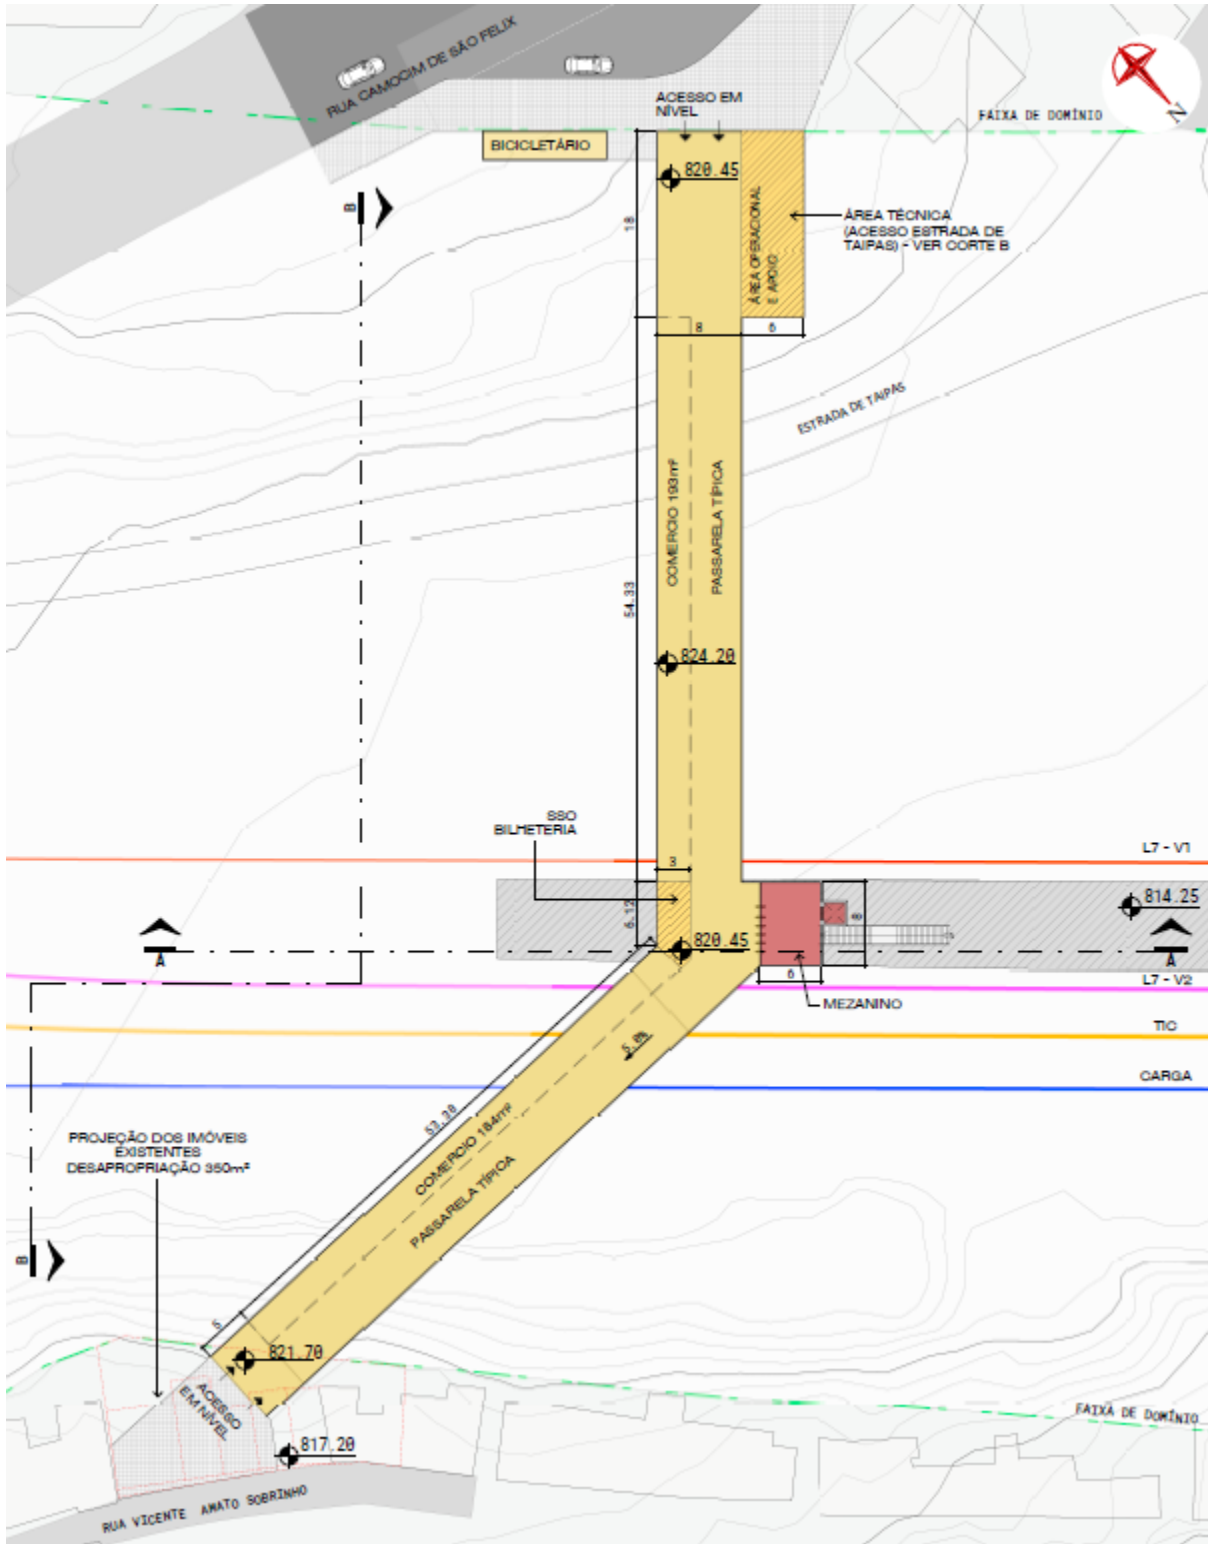 RUA CAMOCIM DE SÃO FELIX
ACESSO EM
NÍVEL
FAIXA DE DOMÍNIO
N
BICICLETÁRIO
820.45
B
18
ÁREA OPERACIONAL
E APOIO
ÁREA TÉCNICA
(ACESSO ESTRADA DE
TAIPAS) - VER CORTE B
8
6
ESTRADA DE TAIPAS
COMERCIO 193m²
PASSARELA TÍPICA
54.33
824.20
SSO
BILHETERIA
L7 - V1
3
6.12
8
814.25
A
820.45
A
6
L7 - V2
MEZANINO
TIC
5.0%
CARGA
53.38
COMERCIO 184m²
PASSARELA TÍPICA
PROJEÇÃO DOS IMÓVEIS
EXISTENTES
DESAPROPRIAÇÃO 350m²
B
5
821.70
ACESSO
EM NÍVEL
FAIXA DE DOMÍNIO
817.20
RUA VICENTE AMATO SOBRINHO